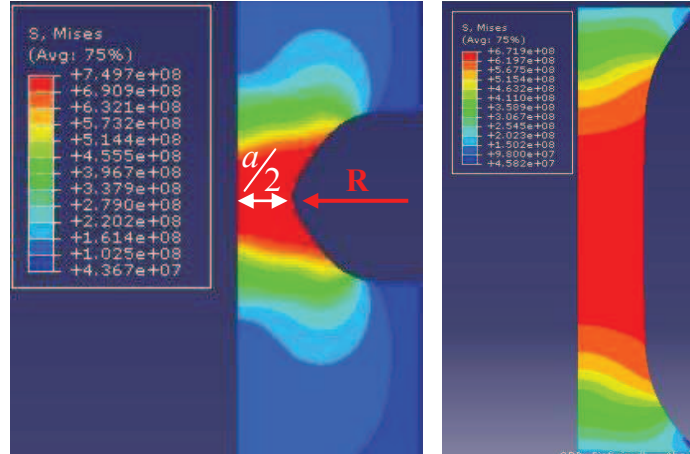 S, Mises
(Avg: 75%)
+7.497e+08
+6.909e+08
+6.321e+08
+5.732e+08
+5.144e+08
+4.555e+08
+3.967e+08
+3.379e+08
+2.790e+08
+2.202e+08
+1.614e+08
+1.025e+08
+4.367e+07
a/2
R
S, Mises
(Avg: 75%)
+6.719e+08
+6.197e+08
+5.675e+08
+5.154e+08
+4.632e+08
+4.110e+08
+3.589e+08
+3.067e+08
+2.545e+08
+2.023e+08
+1.502e+08
+9.800e+07
+4.582e+07